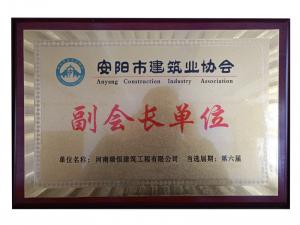 安阳市建筑业协会
Anyang Construction Industry Association
副会长单位
单位名称：河南 恒建筑工程有限公司 当选届期：第六届